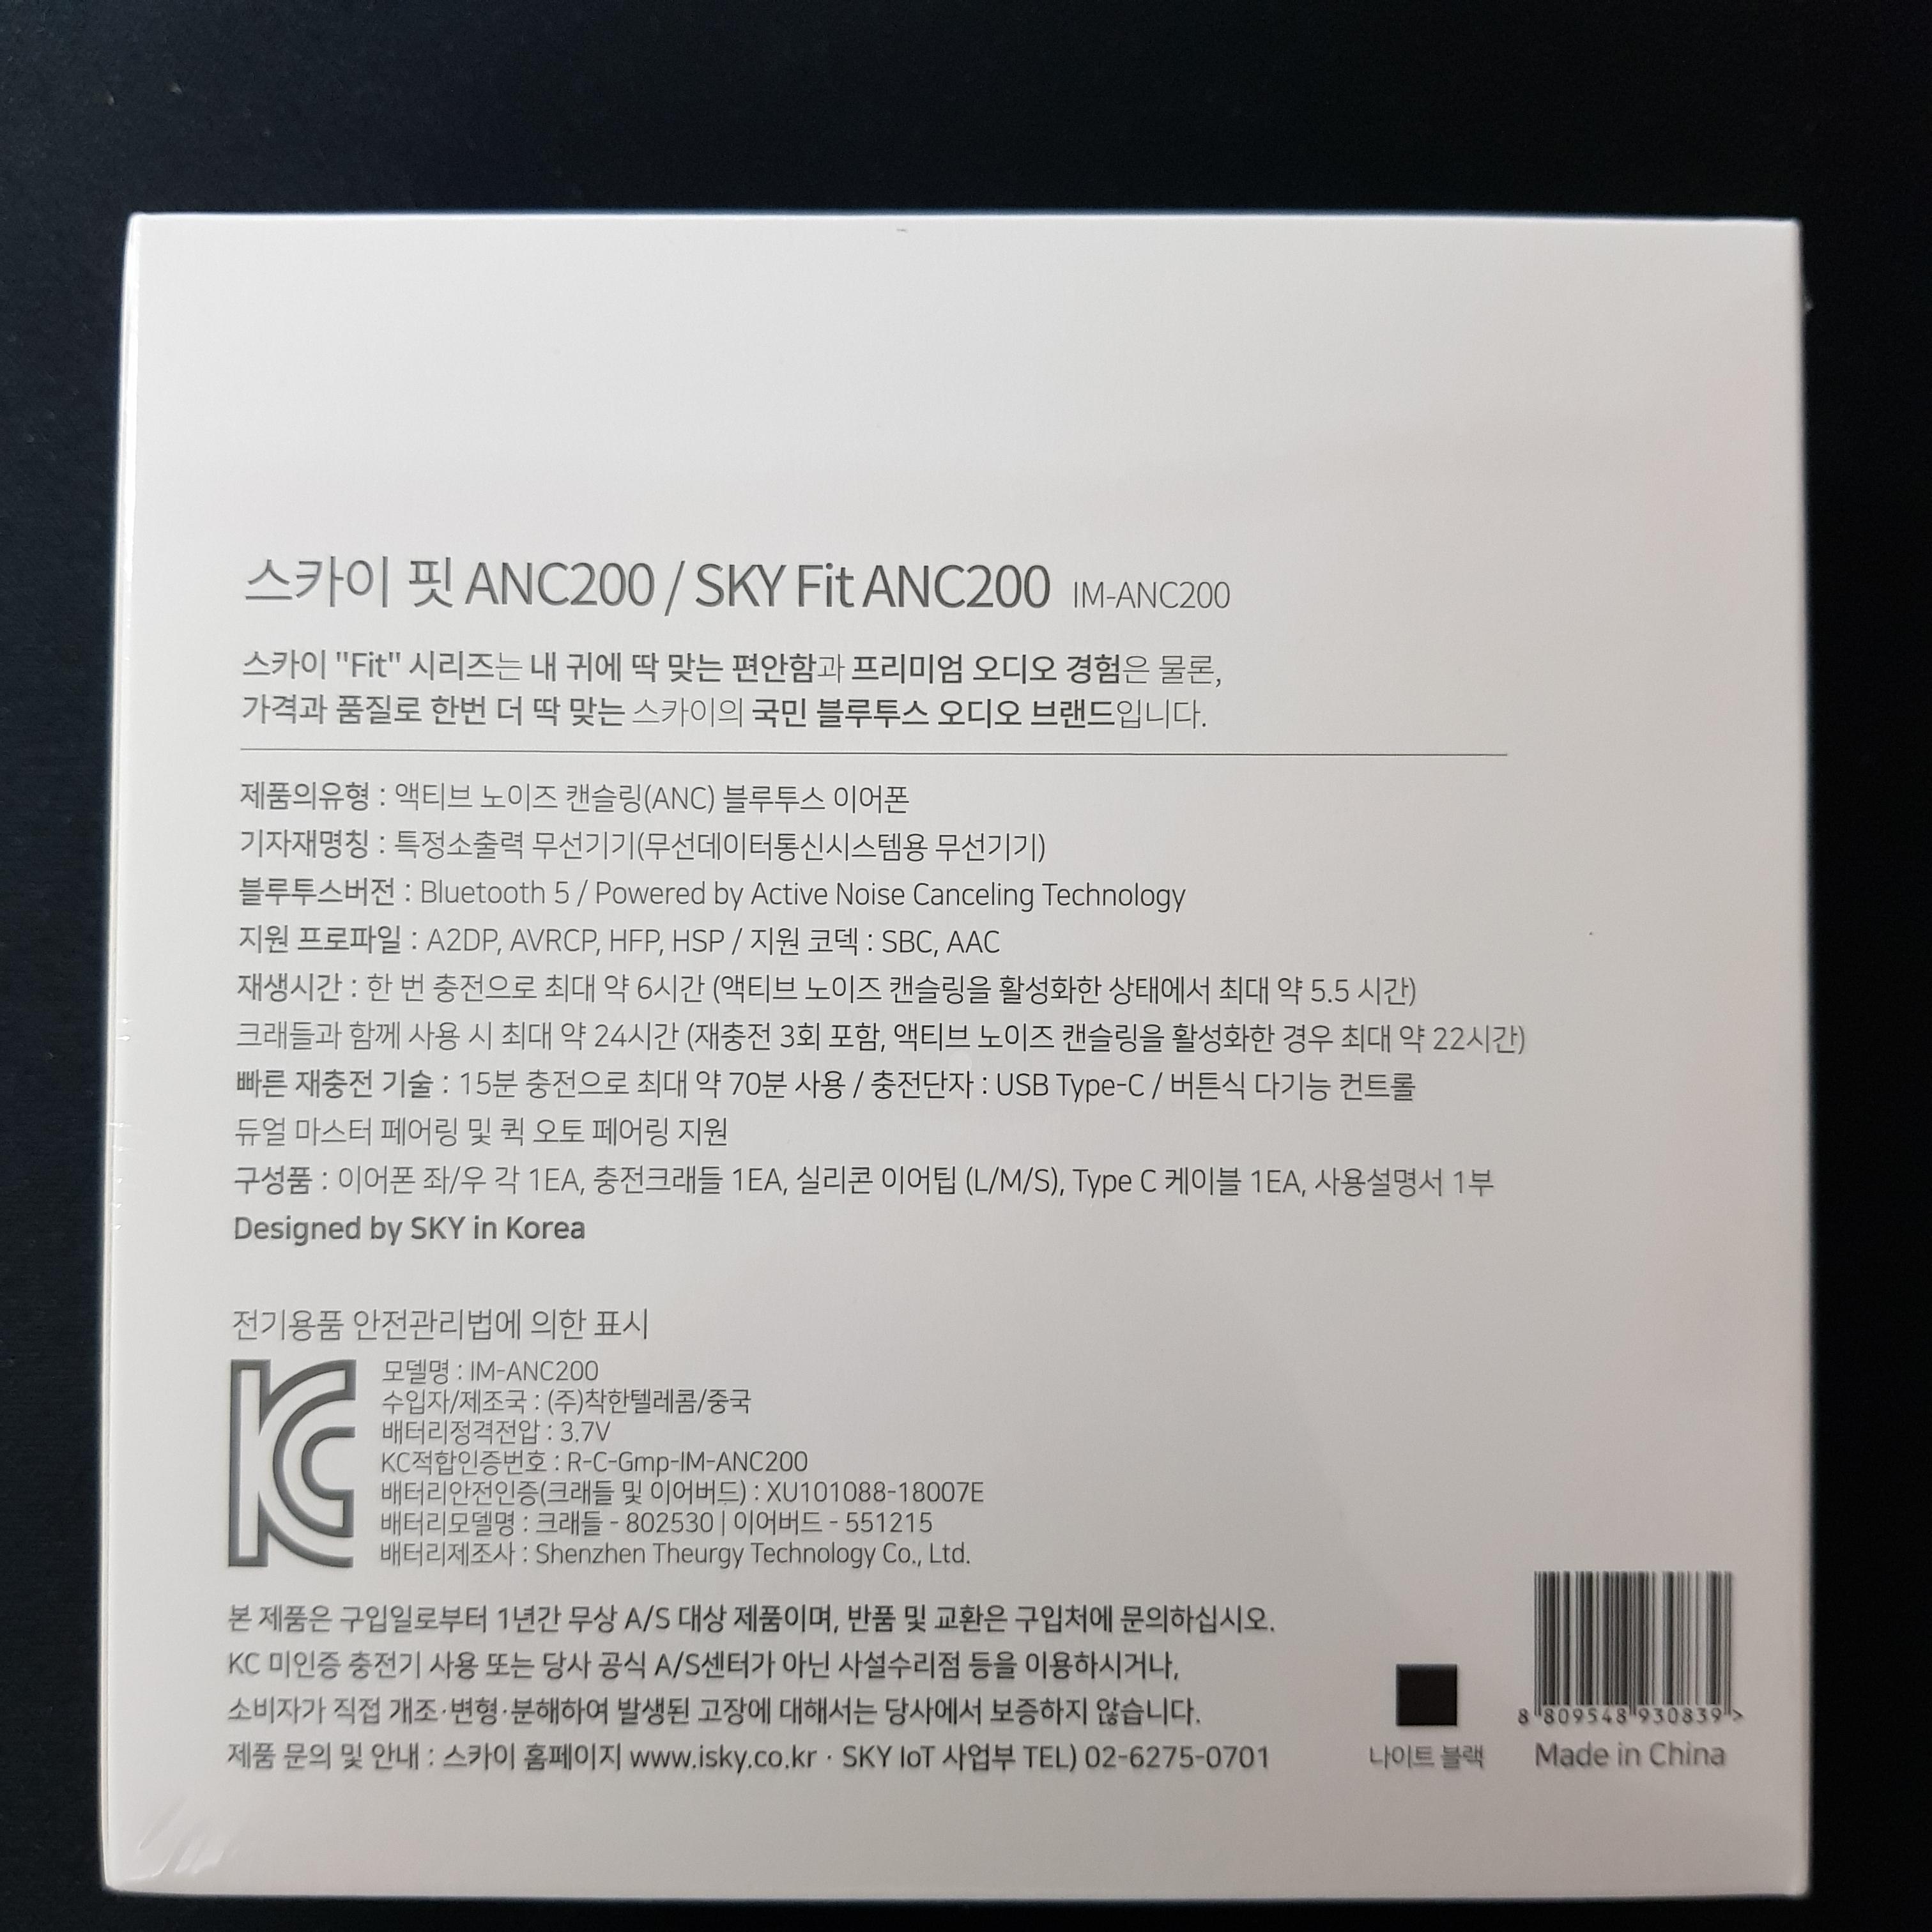 스카이 핏 ANC200 / SKY Fit ANC200 IM-ANC200
스카이 "Fit" 시리즈는 내 귀에 딱 맞는 편안함과 프리미엄 오디오 경험은 물론,
가격과 품질로 한번 더 딱 맞는 스카이의 국민 블루투스 오디오 브랜드입니다.
제품의유형 : 액티브 노이즈 캔슬링(ANC) 블루투스 이어폰
기자재명칭 : 특정소출력 무선기기(무선데이터통신시스템용 무선기기)
블루투스버전 : Bluetooth 5 / Powered by Active Noise Canceling Technology
지원 프로파일 : A2DP, AVRCP, HFP, HSP / 지원 코덱 : SBC, AAC
재생시간 : 한 번 충전으로 최대 약 6시간 (액티브 노이즈 캔슬링을 활성화한 상태에서 최대 약 5.5 시간)
크래들과 함께 사용 시 최대 약 24시간 (재충전 3회 포함, 액티브 노이즈 캔슬링을 활성화한 경우 최대 약 22시간)
빠른 재충전 기술 : 15분 충전으로 최대 약 70분 사용 / 충전단자 : USB Type-C / 버튼식 다기능 컨트롤
듀얼 마스터 페어링 및 퀵 오토 페어링 지원
구성품 : 이어폰 좌/우 각 1EA, 충전크래들 1EA, 실리콘 이어팁 (L/M/S), Type C 케이블 1EA, 사용설명서 1부
Designed by SKY in Korea
전기용품 안전관리법에 의한 표시
KC
모델명 : IM-ANC200
수입자/제조국 : (주)착한텔레콤/중국
배터리정격전압 : 3.7V
KC적합인증번호 : R-C-Gmp-IM-ANC200
배터리안전인증(크래들 및 이어버드) : XU101088-18007E
배터리모델명 : 크래들 - 802530 | 이어버드 - 551215
배터리제조사 : Shenzhen Theurgy Technology Co., Ltd.
본 제품은 구입일로부터 1년간 무상 A/S 대상 제품이며, 반품 및 교환은 구입처에 문의하십시오.
KC 미인증 충전기 사용 또는 당사 공식 A/S센터가 아닌 사설수리점 등을 이용하시거나,
소비자가 직접 개조·변형·분해하여 발생된 고장에 대해서는 당사에서 보증하지 않습니다.
제품 문의 및 안내 : 스카이 홈페이지 www.isky.co.kr · SKY IoT 사업부 TEL) 02-6275-0701
나이트 블랙
8 809548 930839 >
Made in China